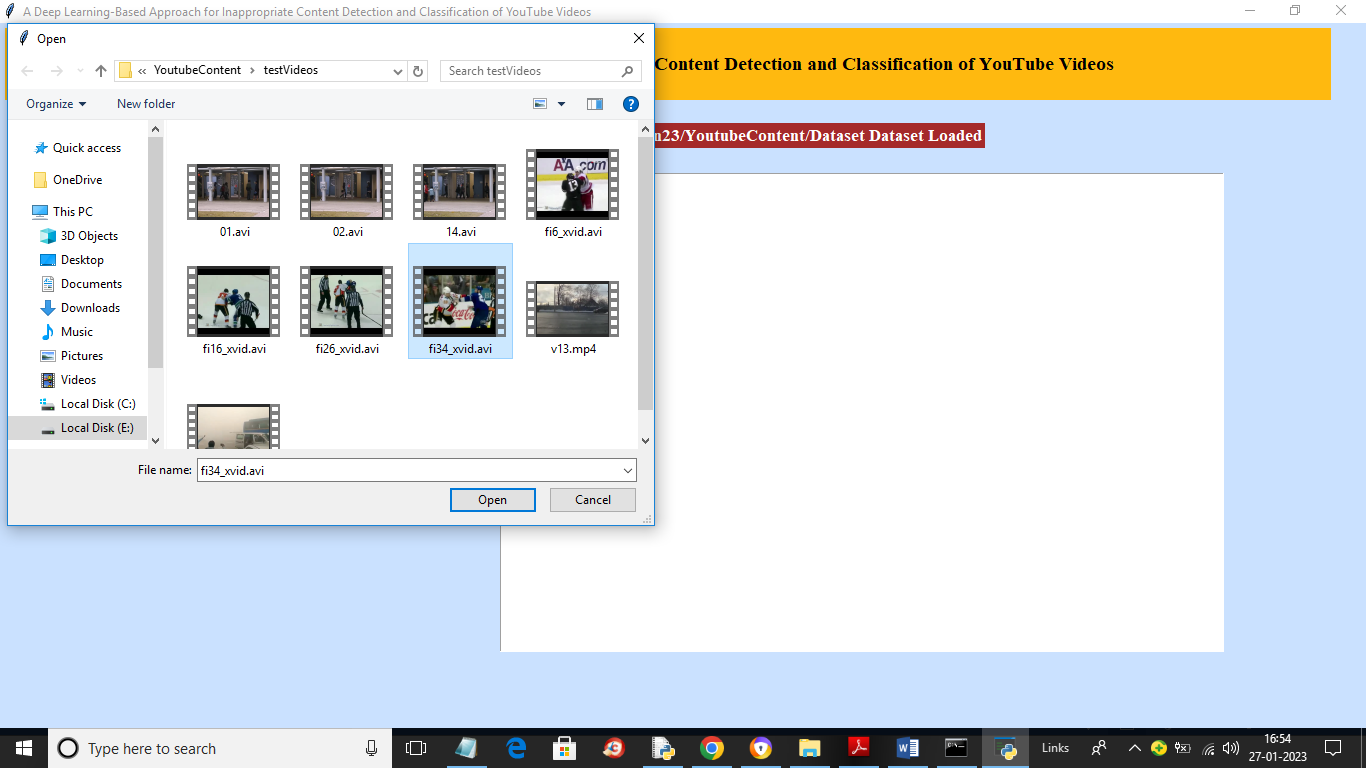 A Deep Learning-Based Approach for Inappropriate Content Detection and Classification of YouTube Videos
Open
Content Detection and Classification of YouTube Videos
« YoutubeContent > testVideos
Search testVideos
Organize
New folder
n23/YoutubeContent/Dataset Dataset Loaded
Quick access
OneDrive
This PC
3D Objects
Desktop
Documents
Downloads
Music
Pictures
Videos
Local Disk (C:)
Local Disk (E:)
AA.com
13
01.avi
02.avi
14.avi
fi6_xvid.avi
fi16_xvid.avi
fi26_xvid.avi
fi34_xvid.avi
v13.mp4
File name:
fi34_xvid.avi
Open
Cancel
Type here to search
Links
16:54
27-01-2023